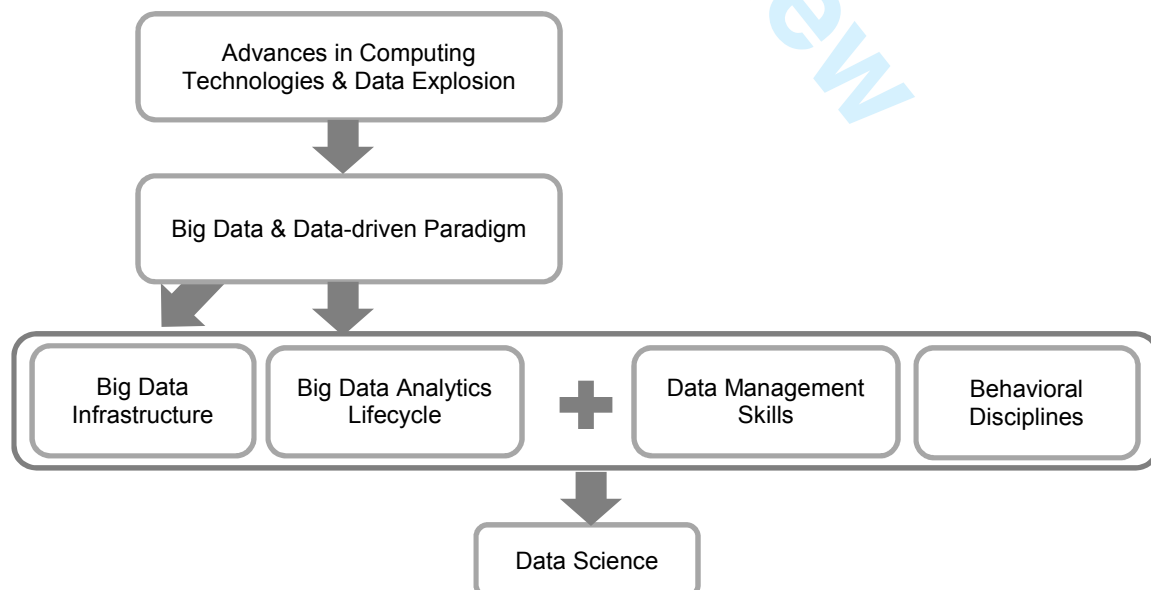 ew
Advances in Computing
Technologies & Data Explosion
Big Data & Data-driven Paradigm
Big Data
Infrastructure
Big Data Analytics
Lifecycle
Data Management
Skills
Behavioral
Disciplines
Data Science